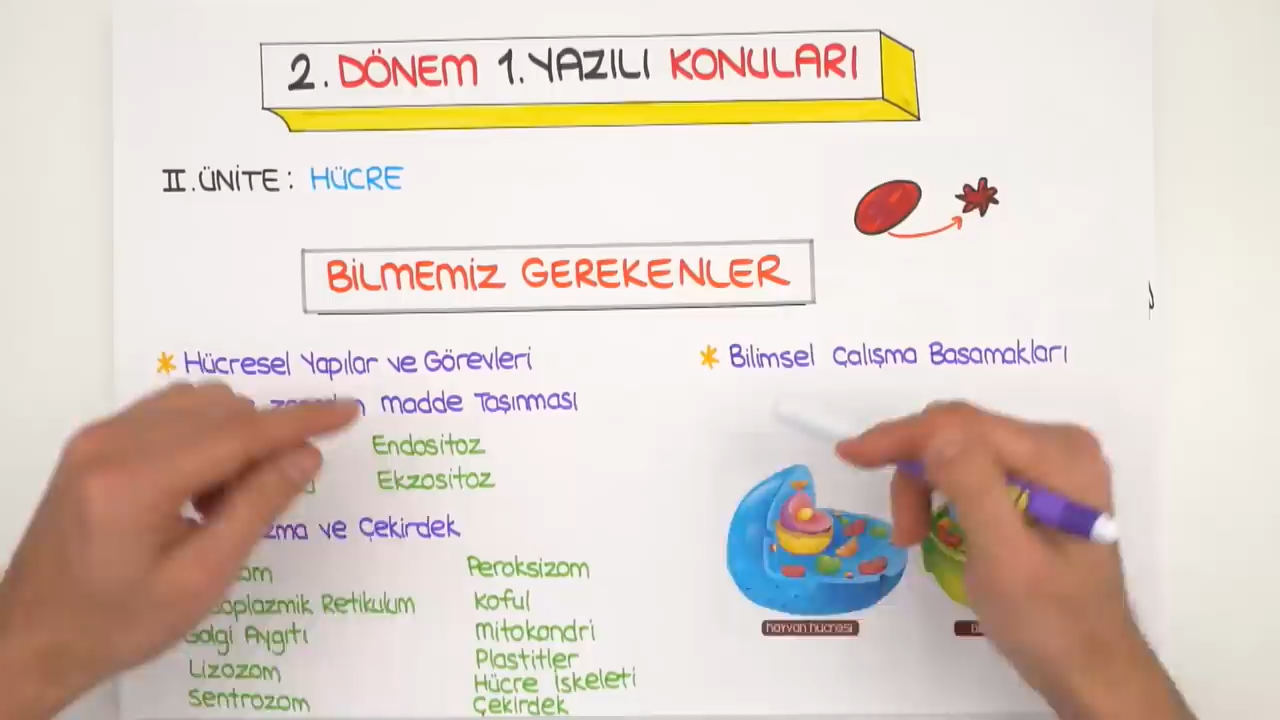 2. DÖNEM 1. YAZILI KONULARI
II. ÜNİTE: HÜCRE
BİLMEMİZ GEREKENLER
* Hücresel Yapılar ve Görevleri
madde Taşınması
Endositoz
Ekzositoz
ve Çekirdek
Retikulum
Golgi Aygıtı
Lizozom
Sentrozom
Peroksizom
Koful
Mitokondri
Plastitler
Hücre İskeleti
Çekirdek
* Bilimsel Çalışma Basamakları
hayvan hücresi